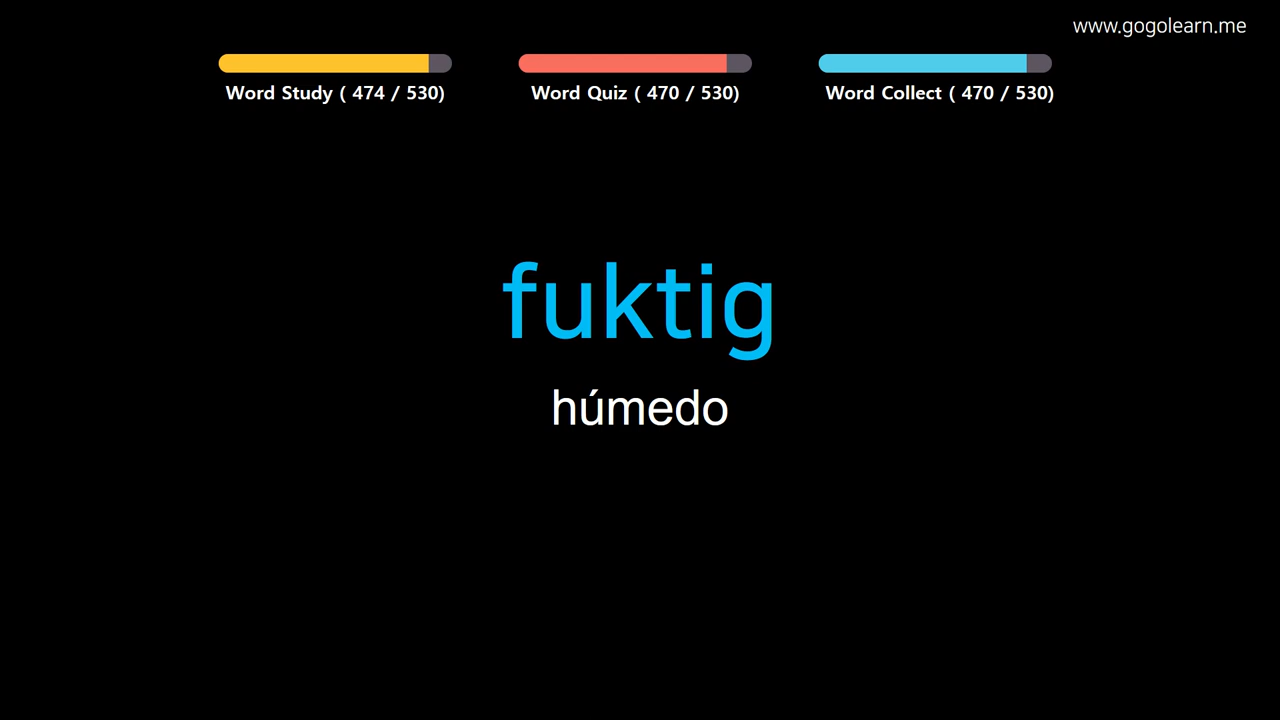 www.gogolearn.me
Word Study ( 474 / 530)
Word Quiz ( 470 / 530)
Word Collect ( 470 / 530)
fuktig
húmedo